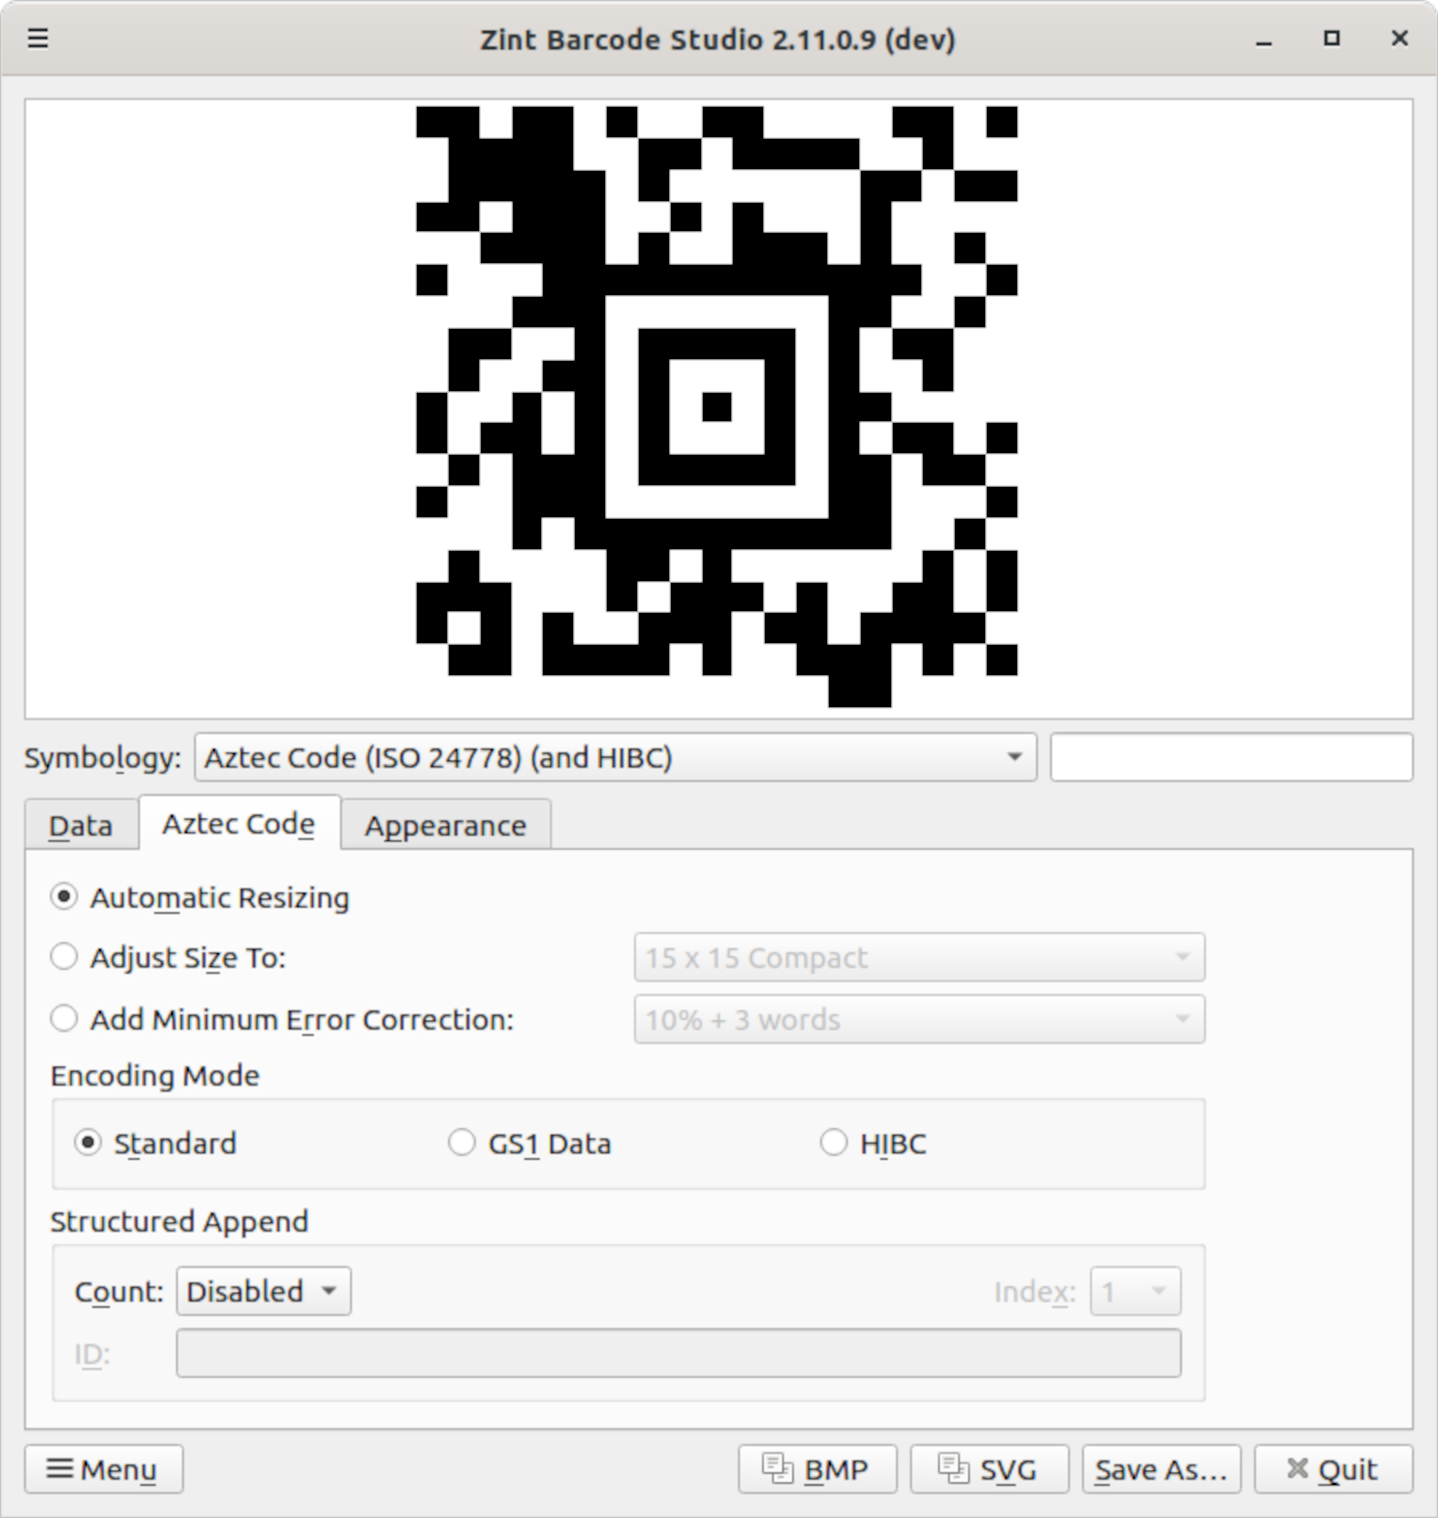 Zint Barcode Studio 2.11.0.9 (dev)
Symbology: Aztec Code (ISO 24778) (and HIBC)
Data Aztec Code Appearance
Automatic Resizing
Adjust Size To: 15 x 15 Compact
Add Minimum Error Correction: 10% + 3 words
Encoding Mode
Standard GS1 Data HIBC
Structured Append
Count: Disabled Index: 1
ID:
Menu BMP SVG Save As... Quit